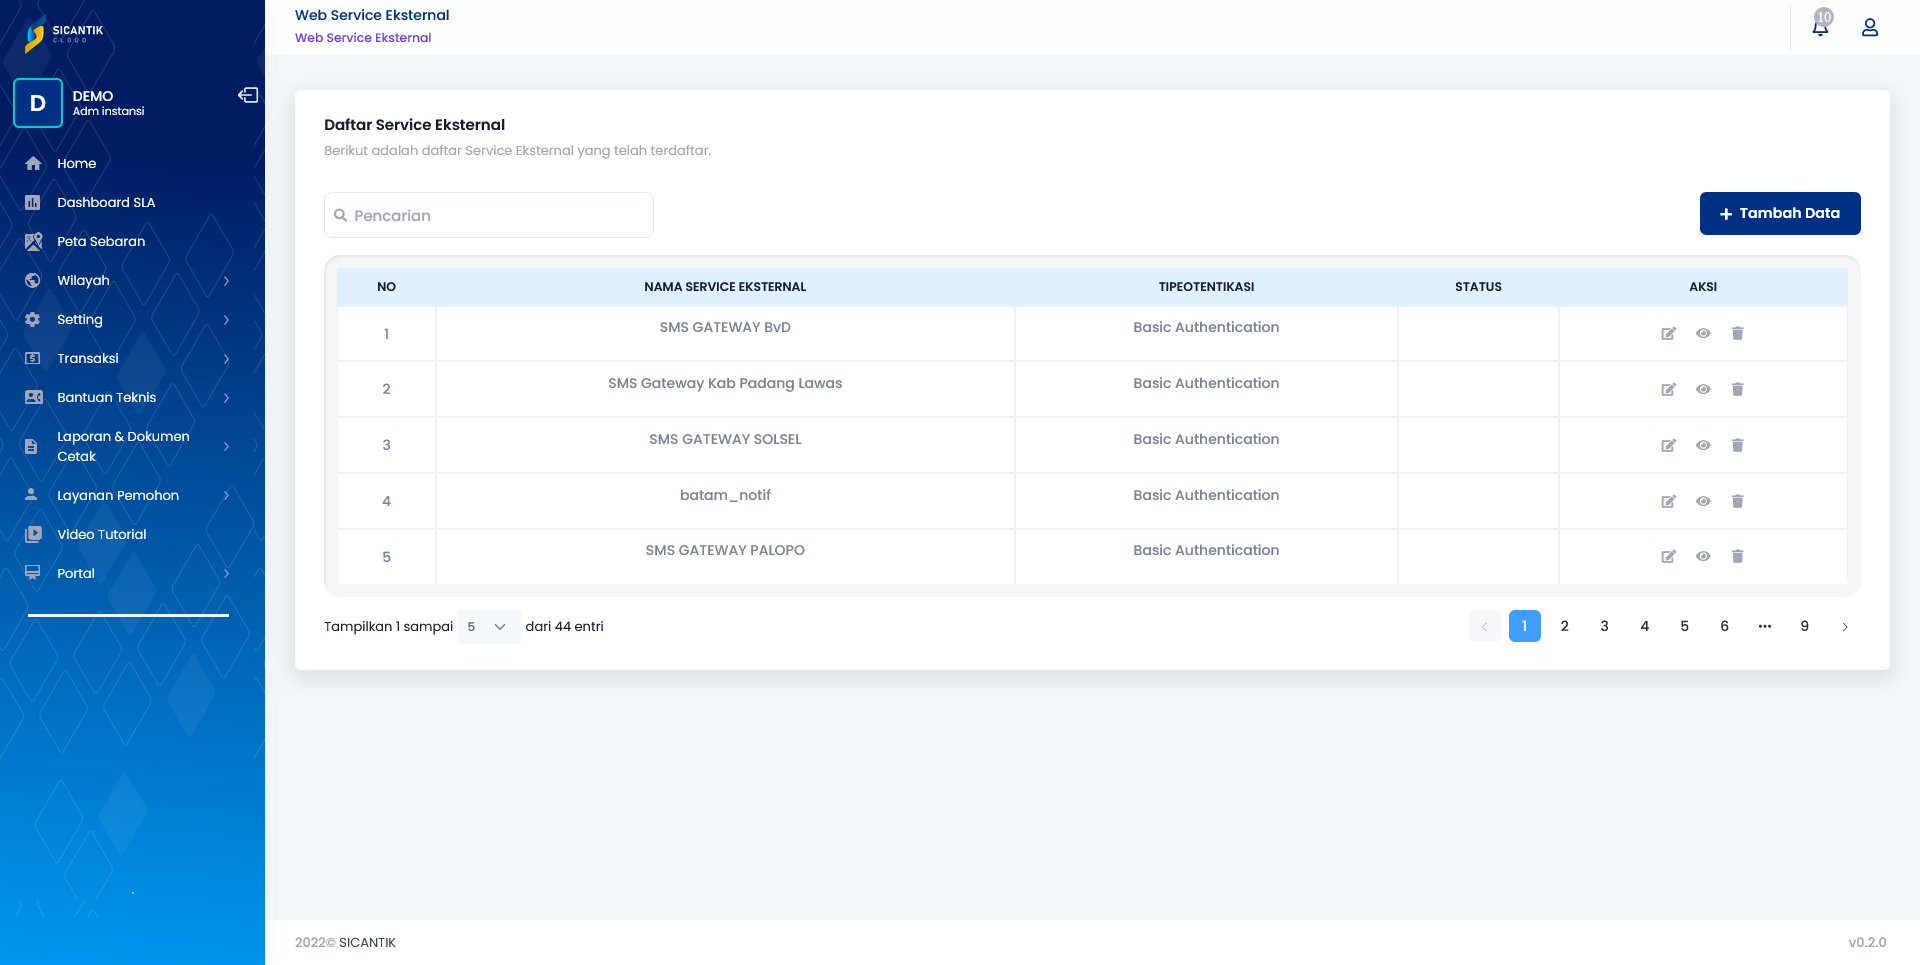 SICANTIK
CLOUD
D
DEMO
Adm instansi
Home
Dashboard SLA
Peta Sebaran
Wilayah
Setting
Transaksi
Bantuan Teknis
Laporan & Dokumen
Cetak
Layanan Pemohon
Video Tutorial
Portal
Web Service Eksternal
Web Service Eksternal
10
Daftar Service Eksternal
Berikut adalah daftar Service Eksternal yang telah terdaftar.
Pencarian
Tambah Data
NO NAMA SERVICE EKSTERNAL TIPEOTENTIKASI STATUS AKSI
1 SMS GATEWAY BvD Basic Authentication
2 SMS Gateway Kab Padang Lawas Basic Authentication
3 SMS GATEWAY SOLSEL Basic Authentication
4 batam_notif Basic Authentication
5 SMS GATEWAY PALOPO Basic Authentication
Tampilkan 1 sampai 5 dari 44 entri
1 2 3 4 5 6 ••• 9
2022© SICANTIK
v0.2.0